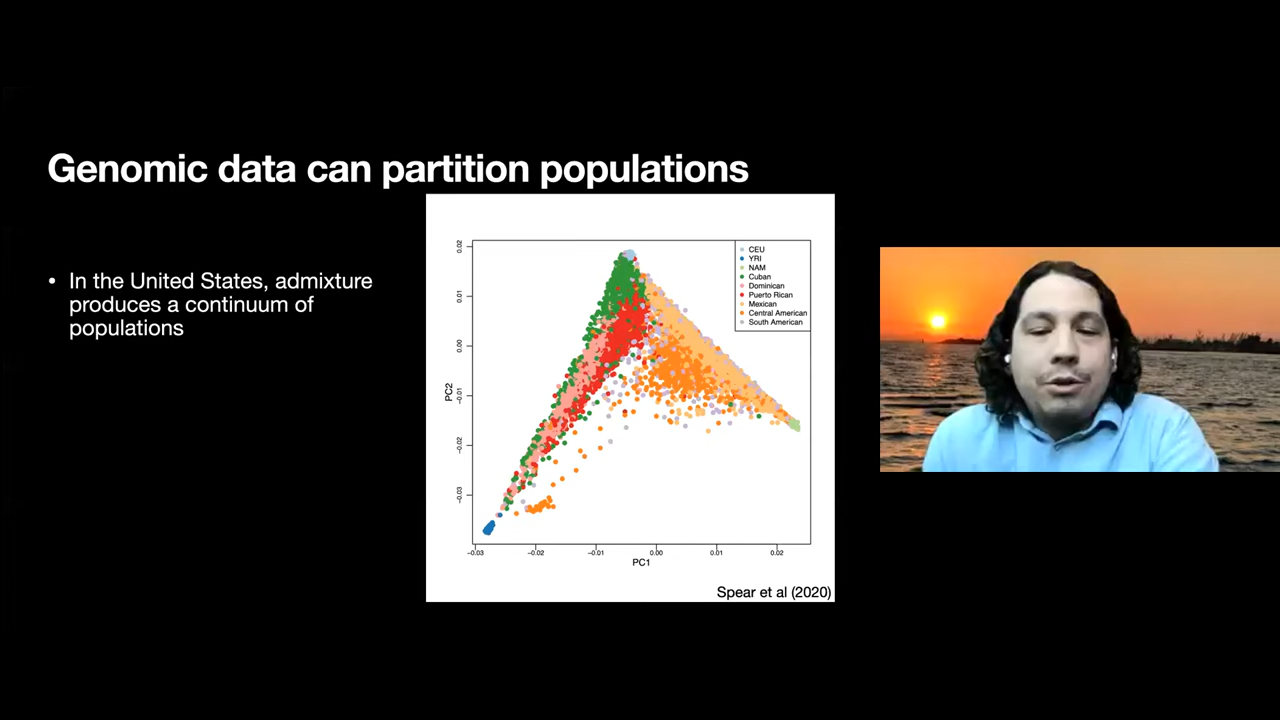 Genomic data can partition populations
• In the United States, admixture
produces a continuum of
populations
0.02
0.01
0.00
−0.01
−0.02
−0.03
PC2
CEU
YRI
NAM
Cuban
Dominican
Puerto Rican
Mexican
Central American
South American
−0.03
−0.02
−0.01
0.00
0.01
0.02
PC1
Spear et al (2020)